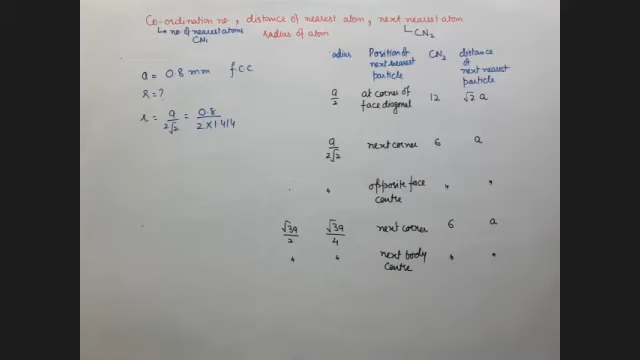 Co-ordination no, distance of nearest atom, next nearest atom
no of nearest atoms radius of atom CN2
CN1
a = 0.8 mm fcc
r = ?
r = a/2√2 = 0.8/2×1.414
adius Position of next nearest particle CN2 distance of next nearest particle
a/2 at corner of face diagonal 12 √2 a
a/2√2 next corner 6 a
" opposite face centre " "
√3a/2 √3a/4 next corner 6 a
" " next body centre " "